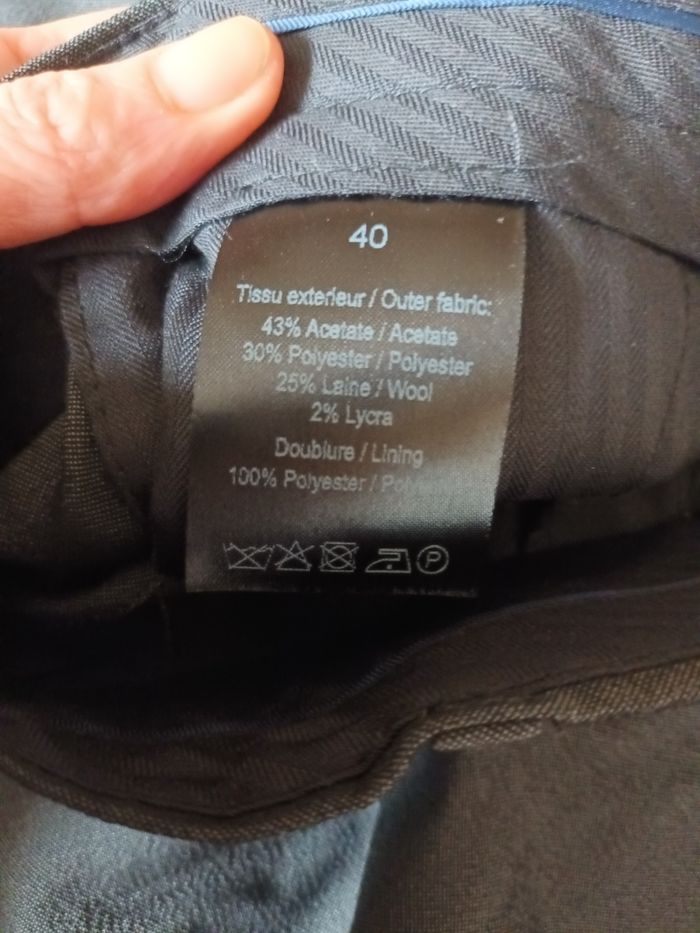 40
Tissu exterieur / Outer fabric:
43% Acetate / Acetate
30% Polyester / Polyester
25% Laine / Wool
2% Lycra
Doublure / Lining
100% Polyester /
P